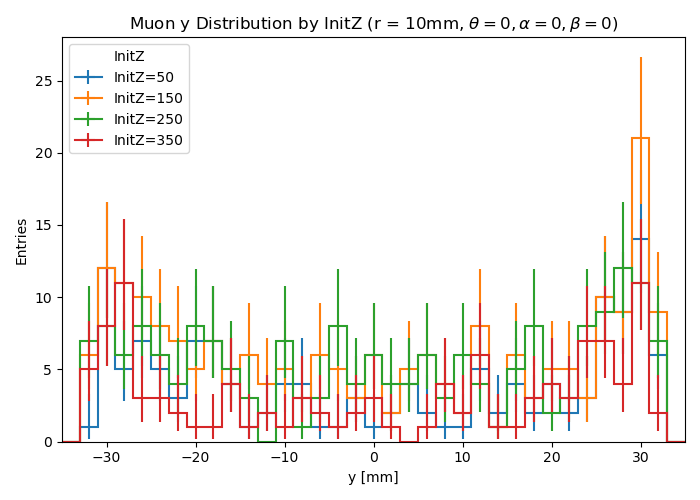 Muon y Distribution by InitZ (r = 10mm, θ = 0, α = 0, β = 0)
InitZ
InitZ=50
InitZ=150
InitZ=250
InitZ=350
Entries
25
20
15
10
5
0
−30 −20 −10 0 10 20 30
y [mm]